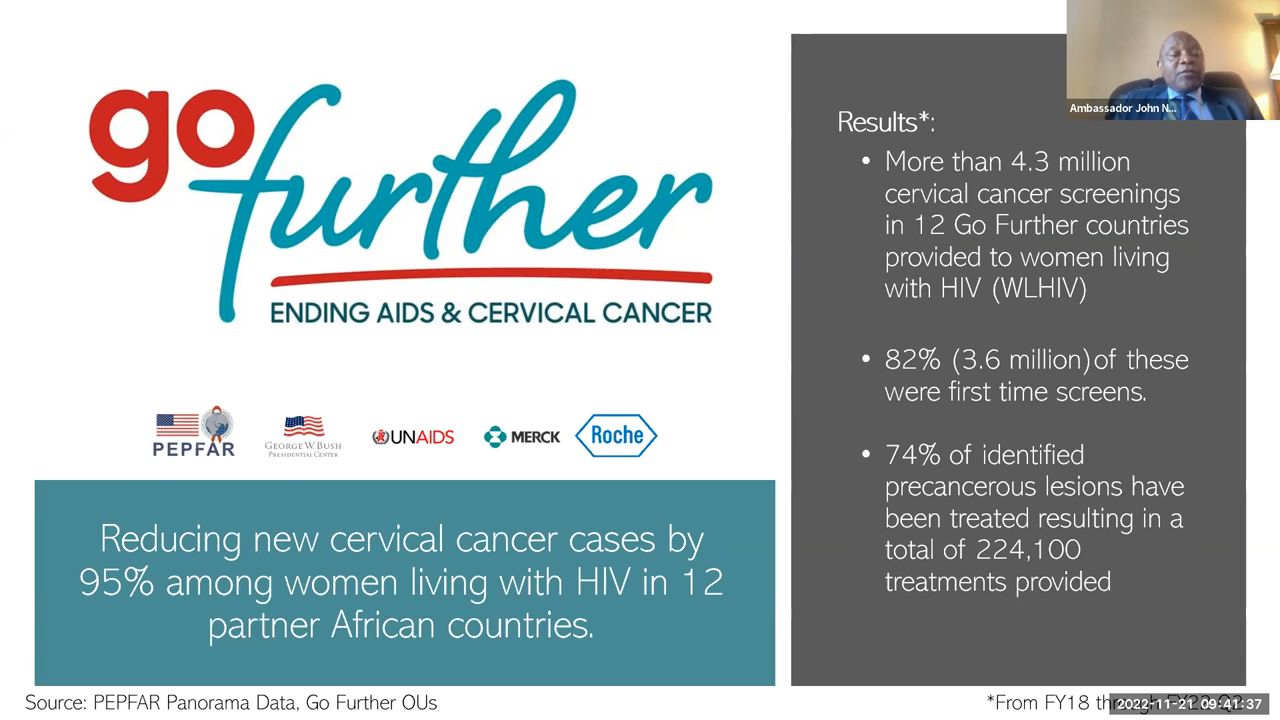 go
further
ENDING AIDS & CERVICAL CANCER
PEPFAR
GEORGE W. BUSH
PRESIDENTIAL CENTER
UNAIDS
MERCK
Roche
Reducing new cervical cancer cases by
95% among women living with HIV in 12
partner African countries.
Source: PEPFAR Panorama Data, Go Further OUs
Ambassador John N...
Results*:
• More than 4.3 million
cervical cancer screenings
in 12 Go Further countries
provided to women living
with HIV (WLHIV)
• 82% (3.6 million) of these
were first time screens.
• 74% of identified
precancerous lesions have
been treated resulting in a
total of 224,100
treatments provided
*From FY18
2022-11-21 09:41:37